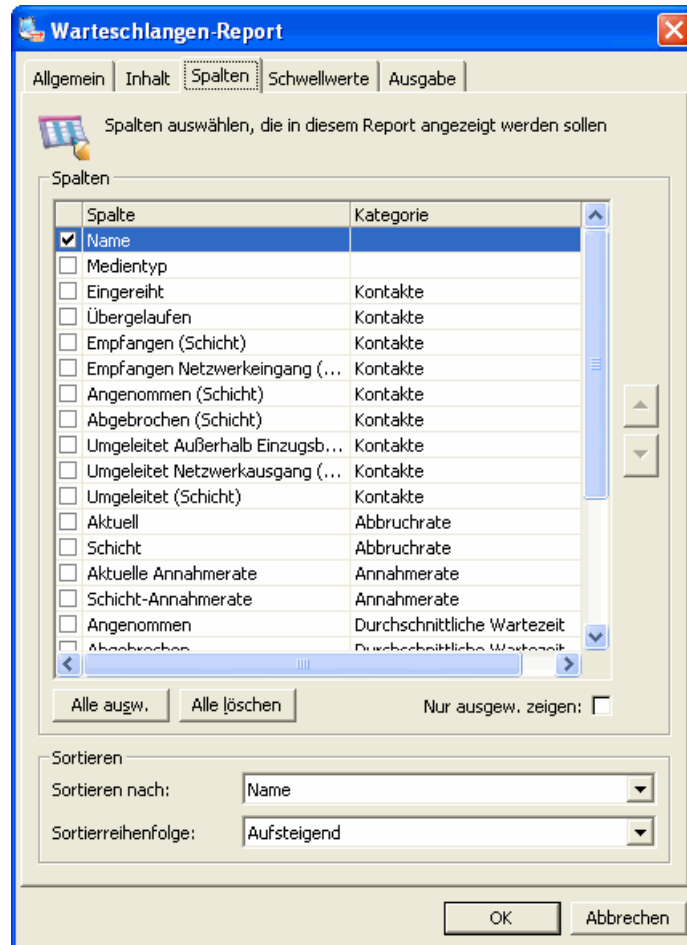 Warteschlangen-Report
Allgemein Inhalt Spalten Schwellwerte Ausgabe
Spalten auswählen, die in diesem Report angezeigt werden sollen
Spalten
Spalte Kategorie
Name
Medientyp
Eingereiht Kontakte
Übergelaufen Kontakte
Empfangen (Schicht) Kontakte
Empfangen Netzwerkeingang (... Kontakte
Angenommen (Schicht) Kontakte
Abgebrochen (Schicht) Kontakte
Umgeleitet Außerhalb Einzugsb... Kontakte
Umgeleitet Netzwerkausgang (... Kontakte
Umgeleitet (Schicht) Kontakte
Aktuell Abbruchrate
Schicht Abbruchrate
Aktuelle Annahmerate Annahmerate
Schicht-Annahmerate Annahmerate
Angenommen Durchschnittliche Wartezeit
Abgebrochen Durchschnittliche Wartezeit
Alle ausw. Alle löschen Nur ausgew. zeigen:
Sortieren
Sortieren nach: Name
Sortierreihenfolge: Aufsteigend
OK Abbrechen